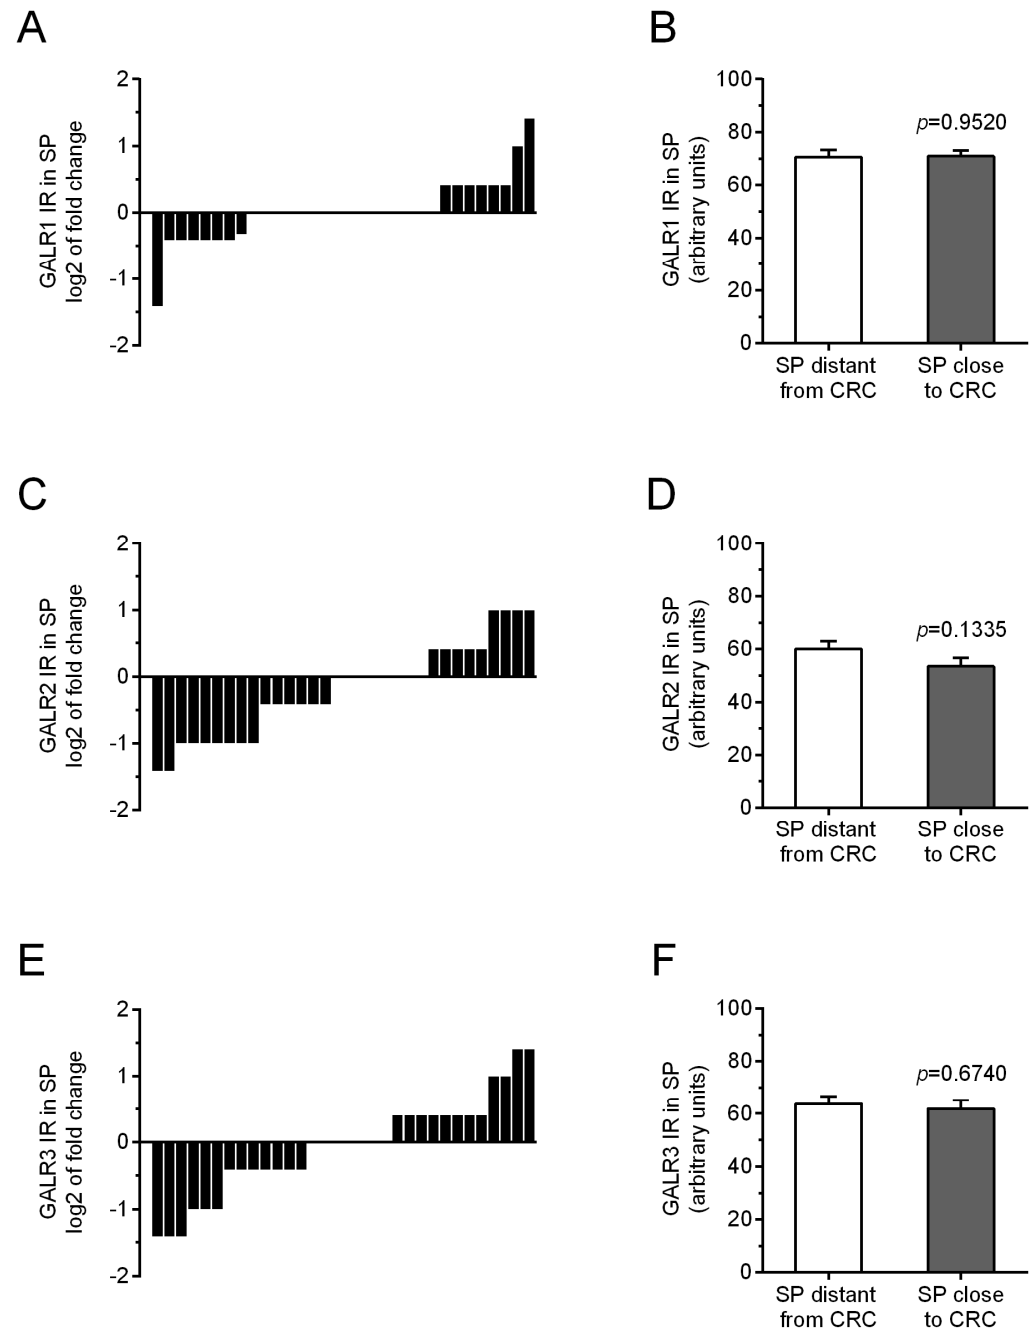 A
GALR1 IR in SP
log2 of fold change
2
1
0
-1
-2
B
GALR1 IR in SP
(arbitrary units)
100
80
60
40
20
0
p=0.9520
SP distant
from CRC
SP close
to CRC
C
GALR2 IR in SP
log2 of fold change
2
1
0
-1
-2
D
GALR2 IR in SP
(arbitrary units)
100
80
60
40
20
0
p=0.1335
SP distant
from CRC
SP close
to CRC
E
GALR3 IR in SP
log2 of fold change
2
1
0
-1
-2
F
GALR3 IR in SP
(arbitrary units)
100
80
60
40
20
0
p=0.6740
SP distant
from CRC
SP close
to CRC